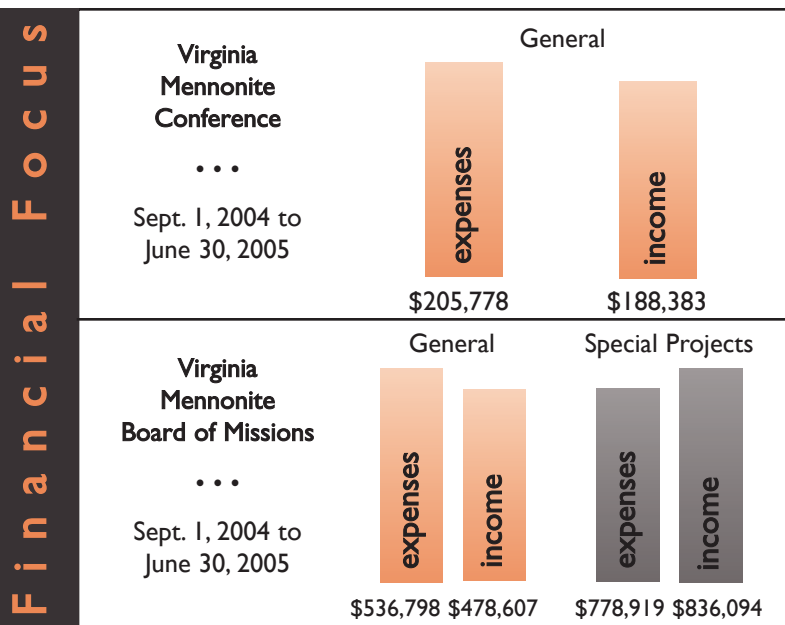 Financial Focus
Virginia
Mennonite
Conference
...
Sept. 1, 2004 to
June 30, 2005
General
expenses
income
$205,778
$188,383
Virginia
Mennonite
Board of Missions
...
Sept. 1, 2004 to
June 30, 2005
General
expenses
income
$536,798 $478,607
Special Projects
expenses
income
$778,919 $836,094